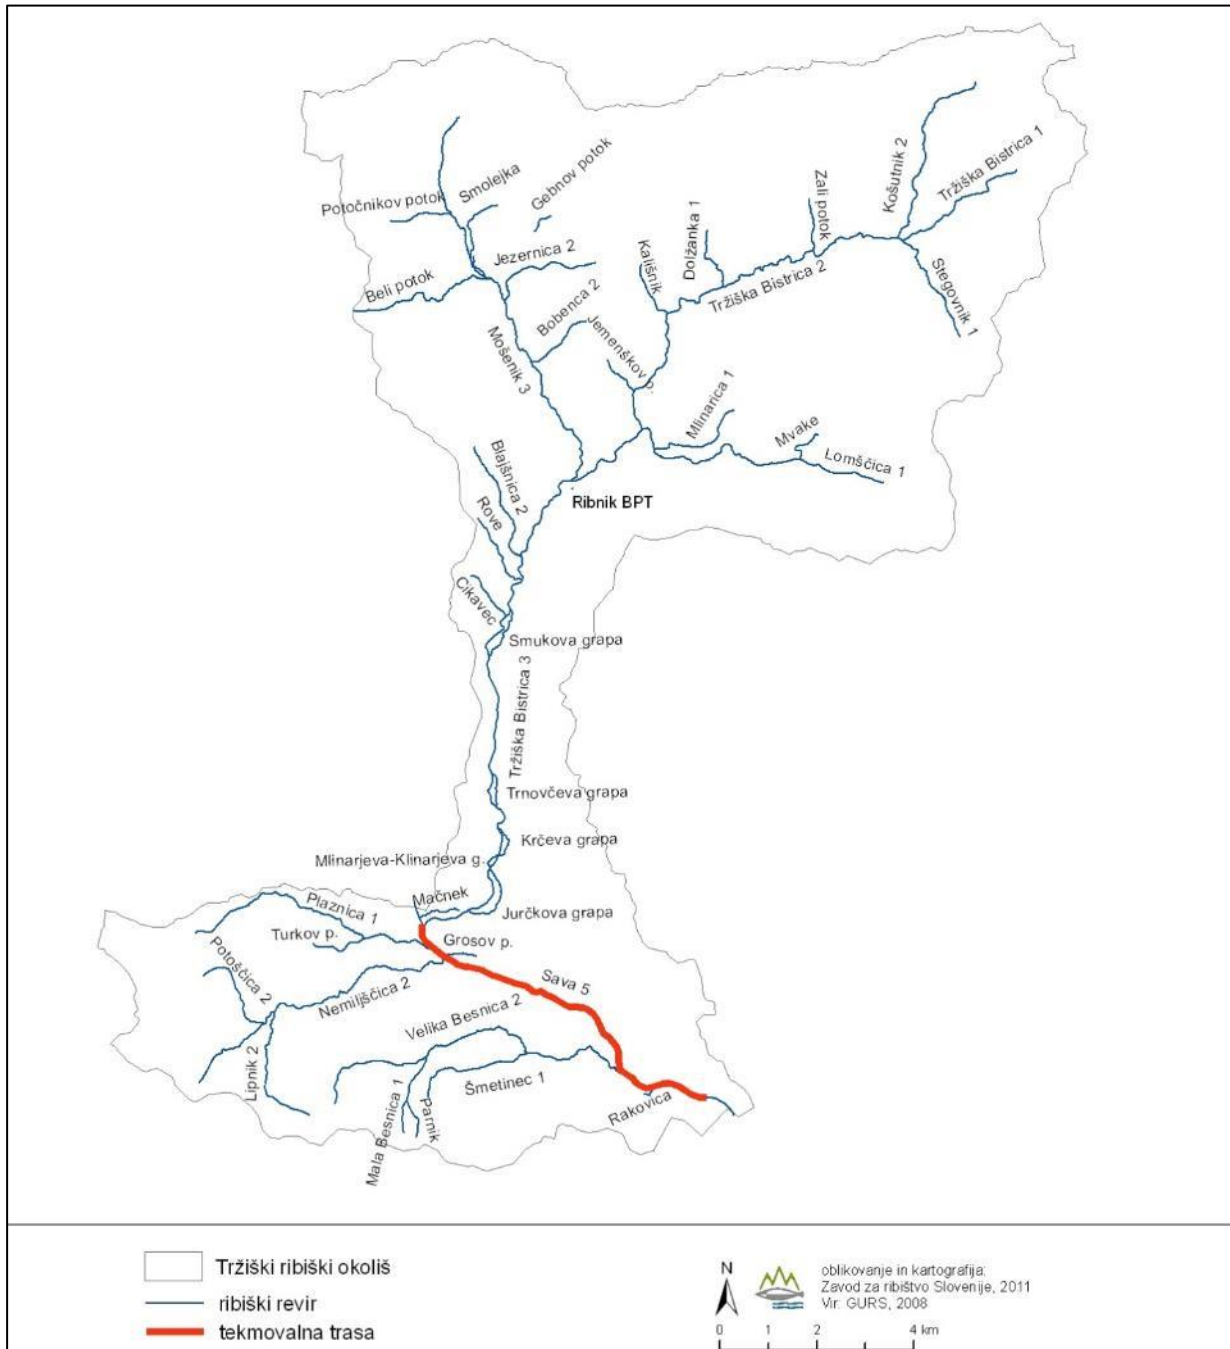 Košutnik 2
Tržiška Bistrica 1
Smolejka
Gebnov potok
Potočnikov potok
Zali potok
Dolžanka 1
Kališnik
Jezernica 2
Beli potok
Tržiška Bistrica 2
Stegovnik 1
Bobenca 2
Jemenškov p.
Mošenik 3
Mlinarica 1
Mvake
Lomščica 1
Blajšnica 2
Ribnik BPT
Rove
Cikavec
Smukova grapa
Tržiška Bistrica 3
Trnovčeva grapa
Krčeva grapa
Mlinarjeva-Klinarjeva g.
Mačnek
Plaznica 1
Jurčkova grapa
Turkov p.
Grosov p.
Potoščica 2
Sava 5
Nemiljščica 2
Velika Besnica 2
Lipnik 2
Šmetinec 1
Mala Besnica 1
Parnik
Rakovica
Tržiški ribiški okoliš
ribiški revir
tekmovalna trasa
N
oblikovanje in kartografija:
Zavod za ribištvo Slovenije, 2011
Vir: GURS, 2008
0 1 2 4 km